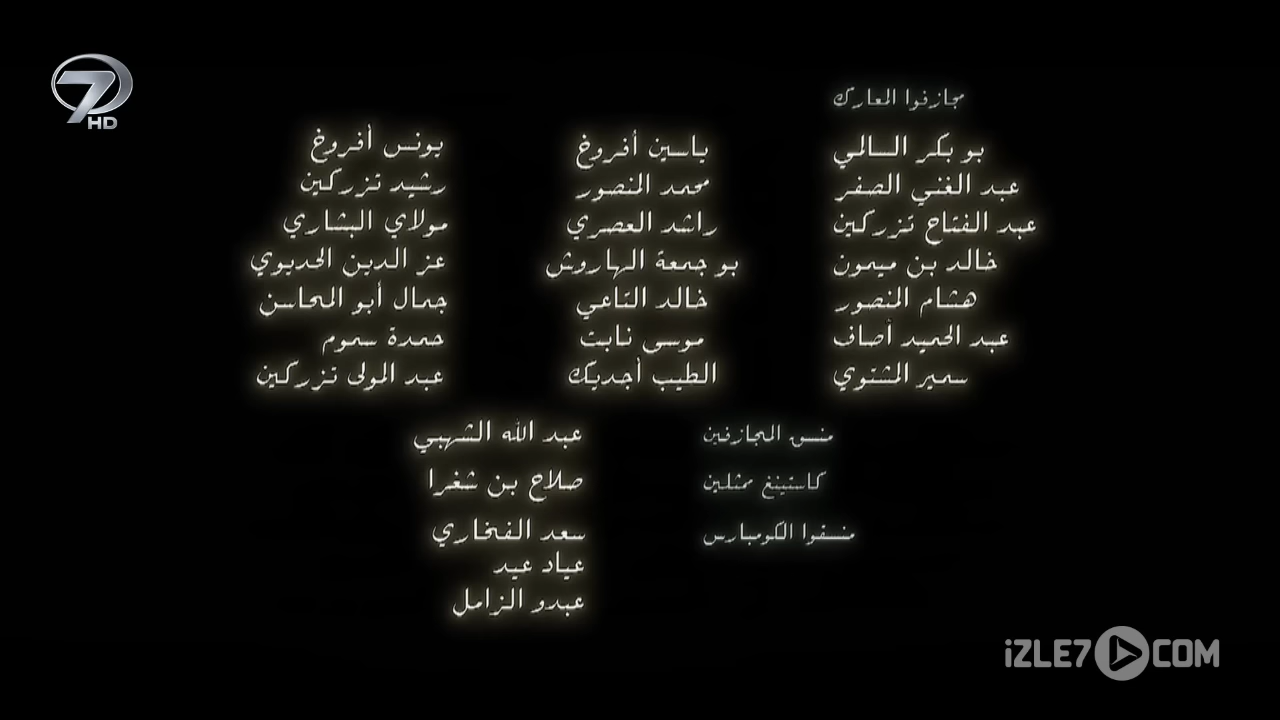 7 HD
مجازفوا المعارك
بو بكر السالمي ياسين أفروخ يونس أفروخ
عبد الغني الصفر محمد المنصور رشيد تزركين
عبد الفتاح تزركين راشد العصري مولاي البشاري
خالد بن ميمون بو جمعة الهاروش عز الدين الحديوي
هشام المنصور خالد التاعي جمال أبو المحاسن
عبد الحميد أصاف موسى نابت حمدة سموم
سمير المشتوي الطيب أجديك عبد المولى تزركين
منسق المجازفين عبد الله الشهبي
كاستينغ ممثلين صلاح بن شغرا
منسقوا الكومبارس سعد الفخاري
عياد عيد
عبدو الزامل
iZLE7.COM